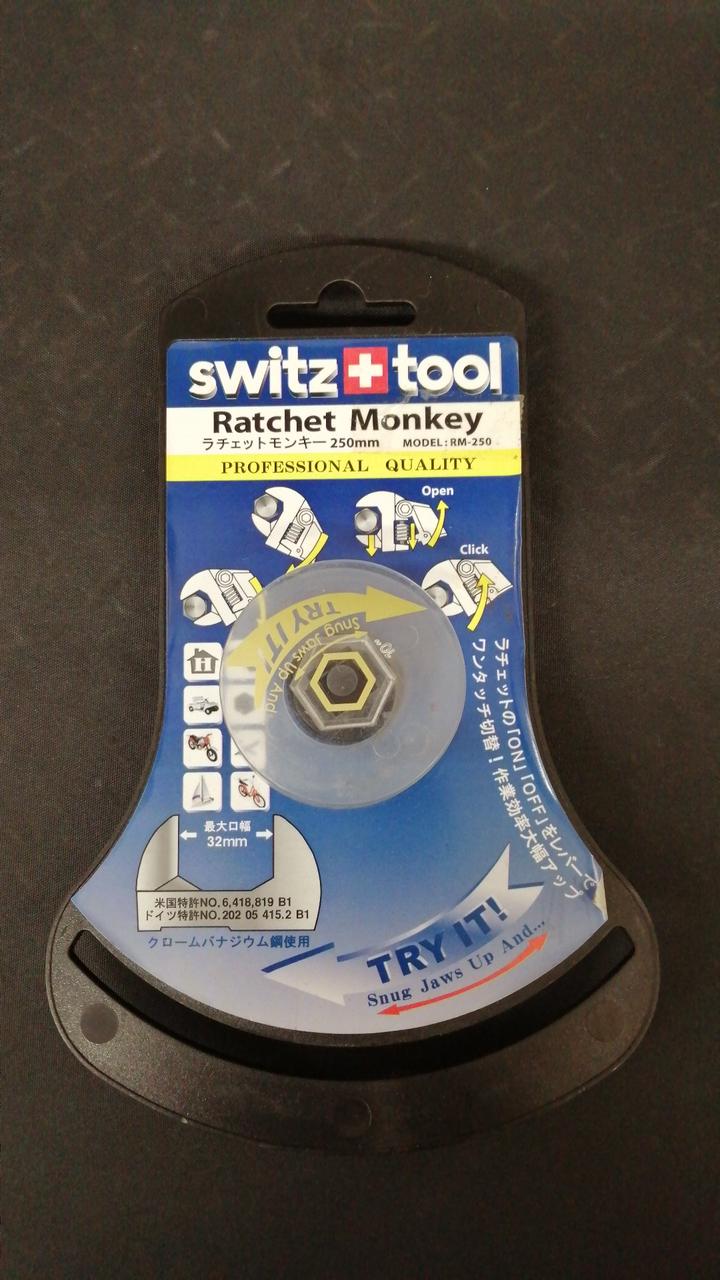 switz tool
Ratchet Monkey
ラチェットモンキー 250mm MODEL: RM-250
PROFESSIONAL QUALITY
Open
Click
TRY IT!
Snug Jaws Up And
ラチェットの「ON」「OFF」をレバーで
ワンタッチ切替！作業効率大幅アップ
最大口幅
32mm
米国特許NO. 6,418,819 B1
ドイツ特許NO. 202 05 415.2 B1
クロームバナジウム鋼使用
TRY IT!
Snug Jaws Up And...